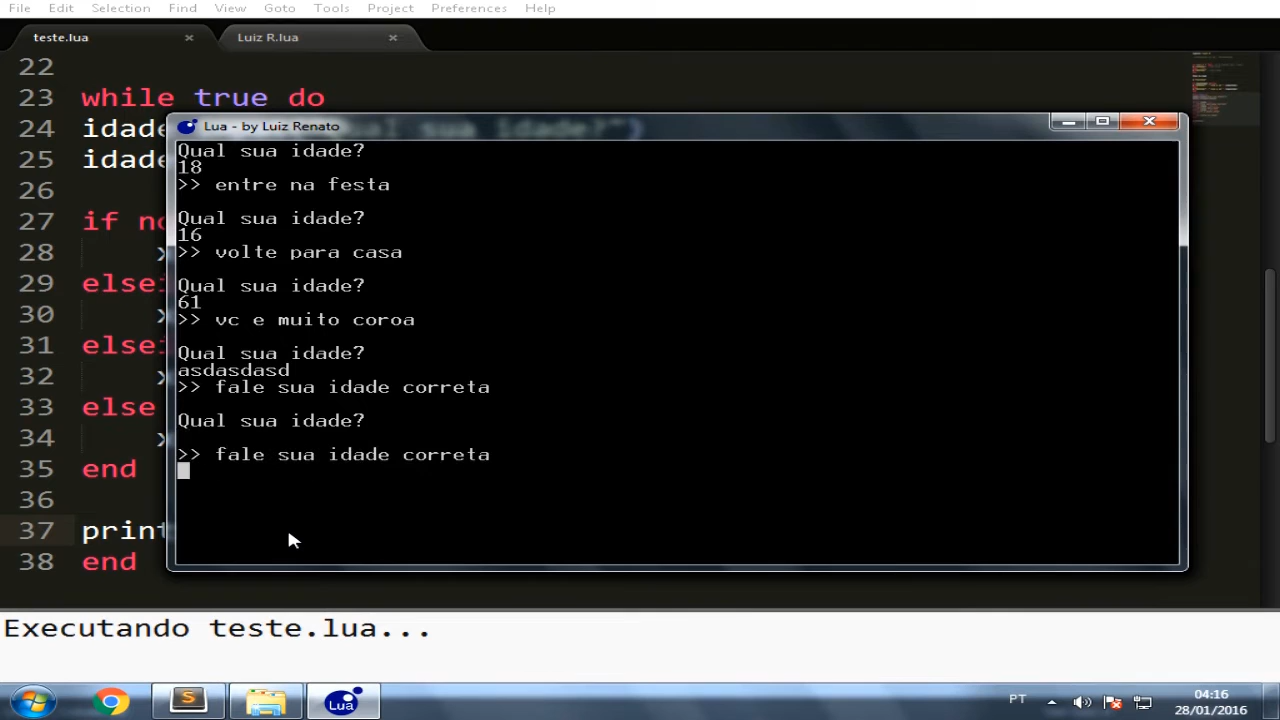 File Edit Selection Find View Goto Tools Project Preferences Help
teste.lua × Luiz R.lua ×
22
23 while true do
24 idade
25 idade
26
27 if no
28
29 elsei
30
31 elsei
32
33 else
34
35 end
36
37 print
38 end
Lua - by Luiz Renato
Qual sua idade?
18
>> entre na festa
Qual sua idade?
16
>> volte para casa
Qual sua idade?
61
>> vc e muito coroa
Qual sua idade?
asdasdasd
>> fale sua idade correta
Qual sua idade?
>> fale sua idade correta
Executando teste.lua...
Lua
PT
04:16
28/01/2016